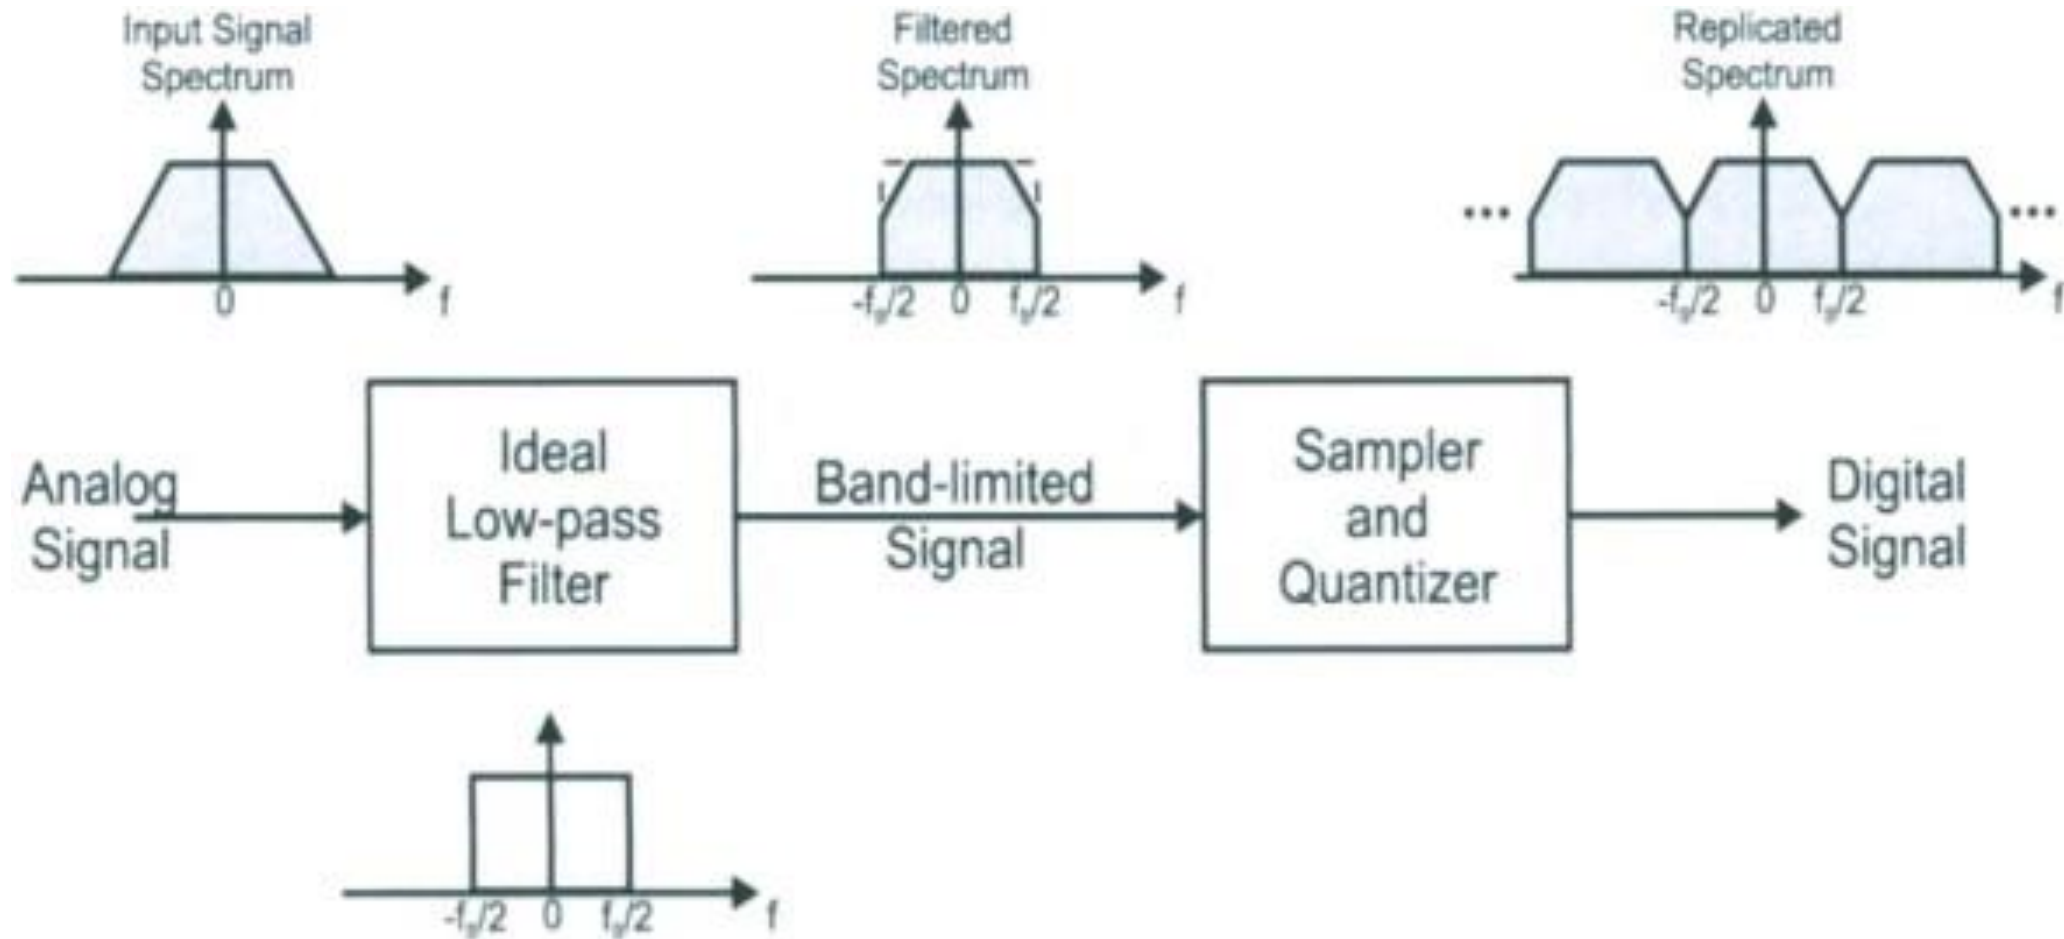 Input Signal
Spectrum
0
f
Filtered
Spectrum
-fₛ/2 0 fₛ/2 f
Replicated
Spectrum
...
...
-fₛ/2 0 fₛ/2 f
Analog
Signal
Ideal
Low-pass
Filter
Band-limited
Signal
Sampler
and
Quantizer
Digital
Signal
-fₛ/2 0 fₛ/2 f